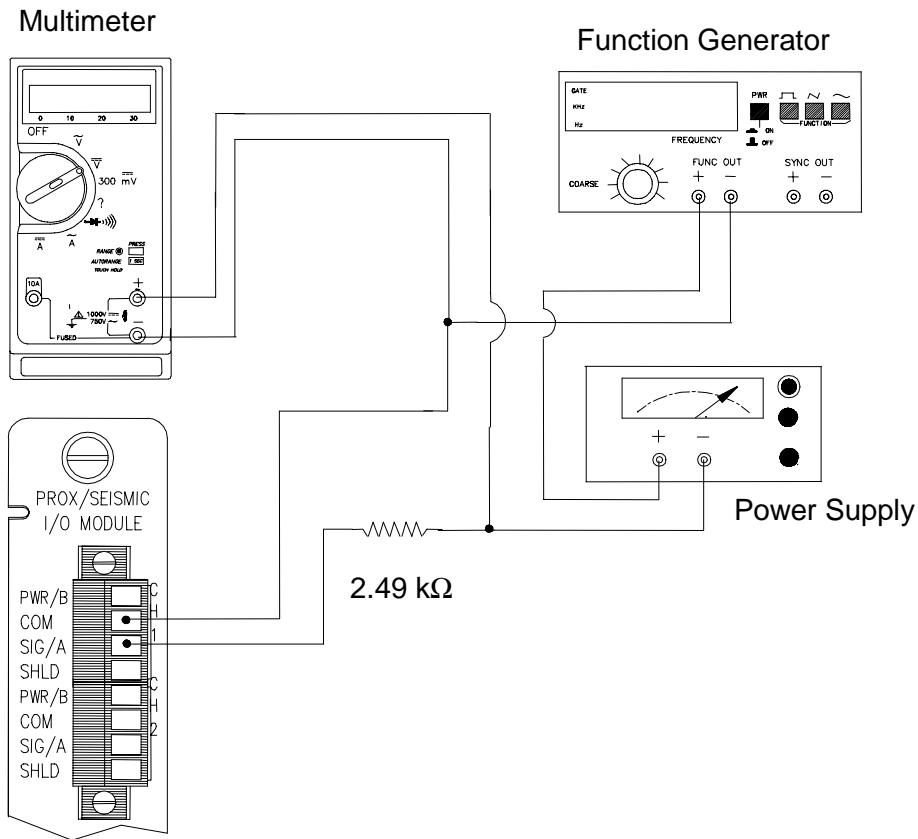 Multimeter
0 10 20 30
OFF
V
V
300 mV
?
A
A
RANGE
PRESS
AUTORANGE
1 SEC
TOUCH HOLD
10A
+
1000V
750V
−
FUSED
Function Generator
GATE
KHz
Hz
PWR
FUNCTION
ON
OFF
FREQUENCY
COARSE
FUNC OUT
+ −
SYNC OUT
+ −
+ −
Power Supply
2.49 kΩ
PROX/SEISMIC
I/O MODULE
PWR/B
COM
SIG/A
SHLD
CH1
PWR/B
COM
SIG/A
SHLD
CH2